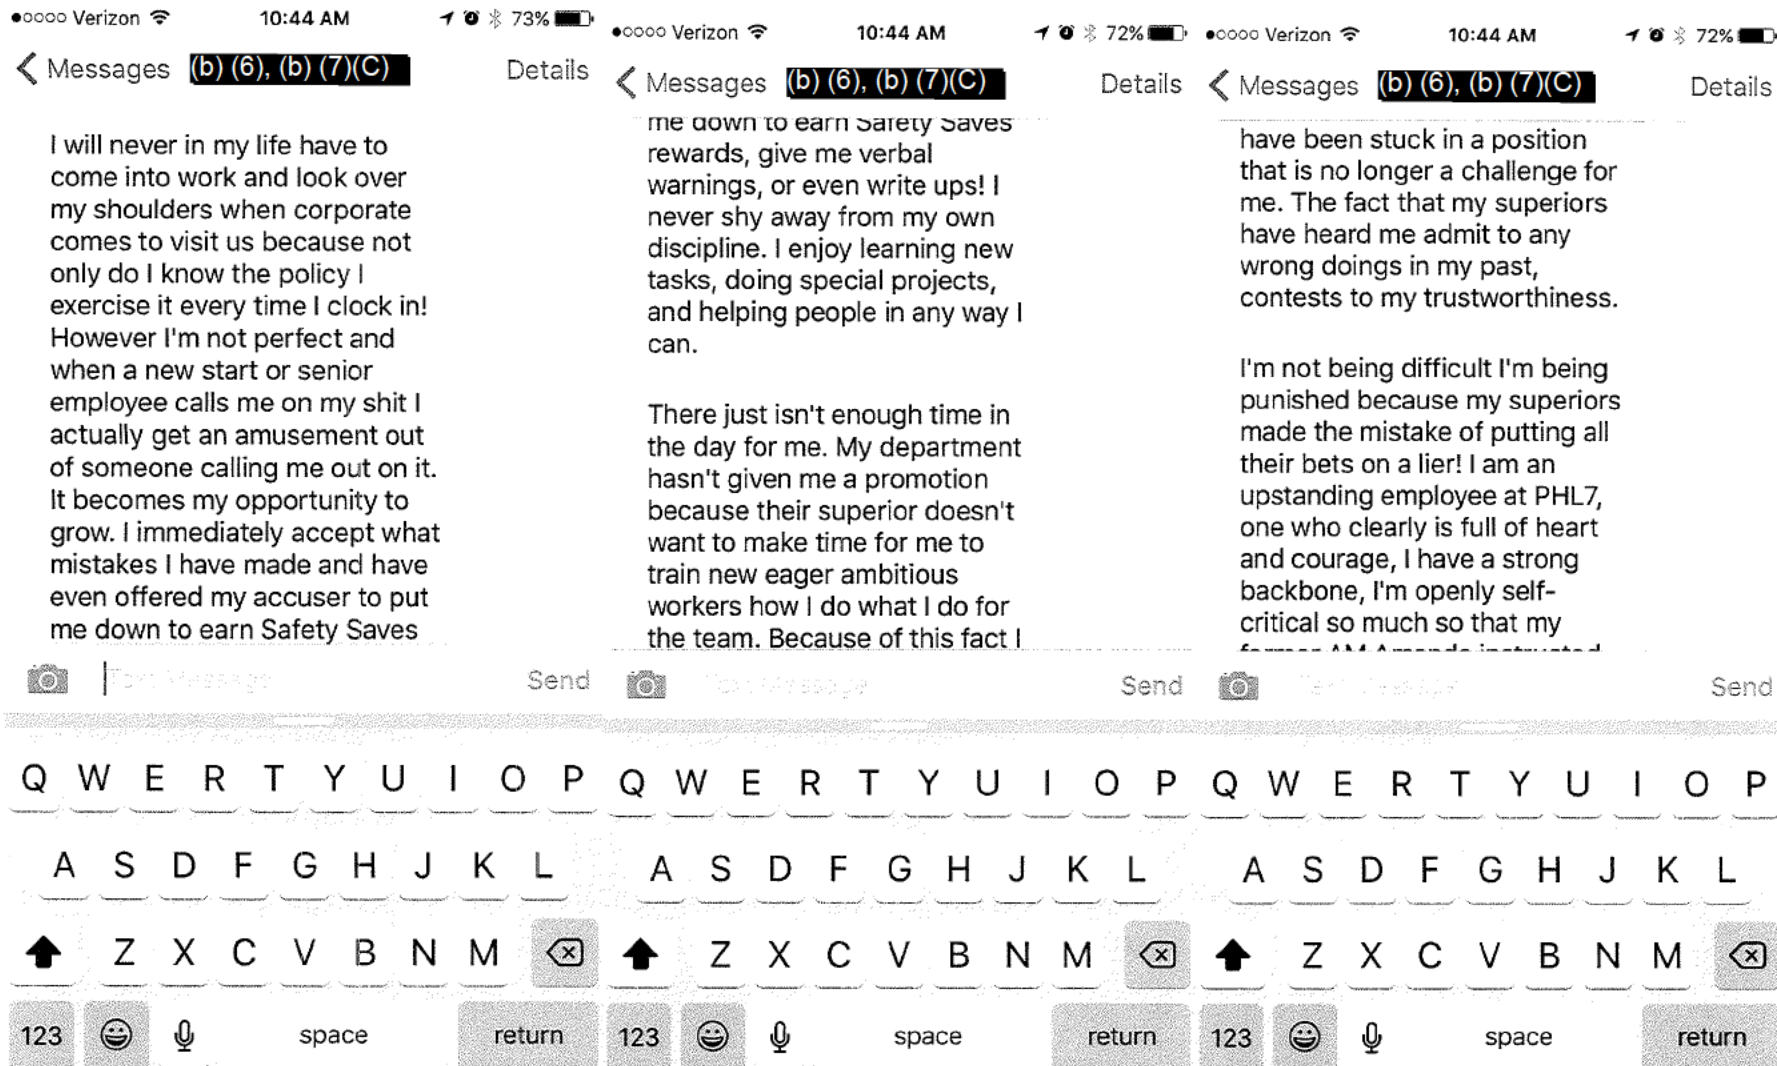 ●○○○○ Verizon 10:44 AM 73%
Messages (b) (6), (b) (7)(C) Details
I will never in my life have to
come into work and look over
my shoulders when corporate
comes to visit us because not
only do I know the policy I
exercise it every time I clock in!
However I'm not perfect and
when a new start or senior
employee calls me on my shit I
actually get an amusement out
of someone calling me out on it.
It becomes my opportunity to
grow. I immediately accept what
mistakes I have made and have
even offered my accuser to put
me down to earn Safety Saves
Text Message Send
Q W E R T Y U I O P
A S D F G H J K L
Z X C V B N M
123 space return
●○○○○ Verizon 10:44 AM 72%
Messages (b) (6), (b) (7)(C) Details
me down to earn Safety Saves
rewards, give me verbal
warnings, or even write ups! I
never shy away from my own
discipline. I enjoy learning new
tasks, doing special projects,
and helping people in any way I
can.
There just isn't enough time in
the day for me. My department
hasn't given me a promotion
because their superior doesn't
want to make time for me to
train new eager ambitious
workers how I do what I do for
the team. Because of this fact I
Text Message Send
Q W E R T Y U I O P
A S D F G H J K L
Z X C V B N M
123 space return
●○○○○ Verizon 10:44 AM 72%
Messages (b) (6), (b) (7)(C) Details
have been stuck in a position
that is no longer a challenge for
me. The fact that my superiors
have heard me admit to any
wrong doings in my past,
contests to my trustworthiness.
I'm not being difficult I'm being
punished because my superiors
made the mistake of putting all
their bets on a lier! I am an
upstanding employee at PHL7,
one who clearly is full of heart
and courage, I have a strong
backbone, I'm openly self-
critical so much so that my
former AM Amanda instructed
Text Message Send
Q W E R T Y U I O P
A S D F G H J K L
Z X C V B N M
123 space return